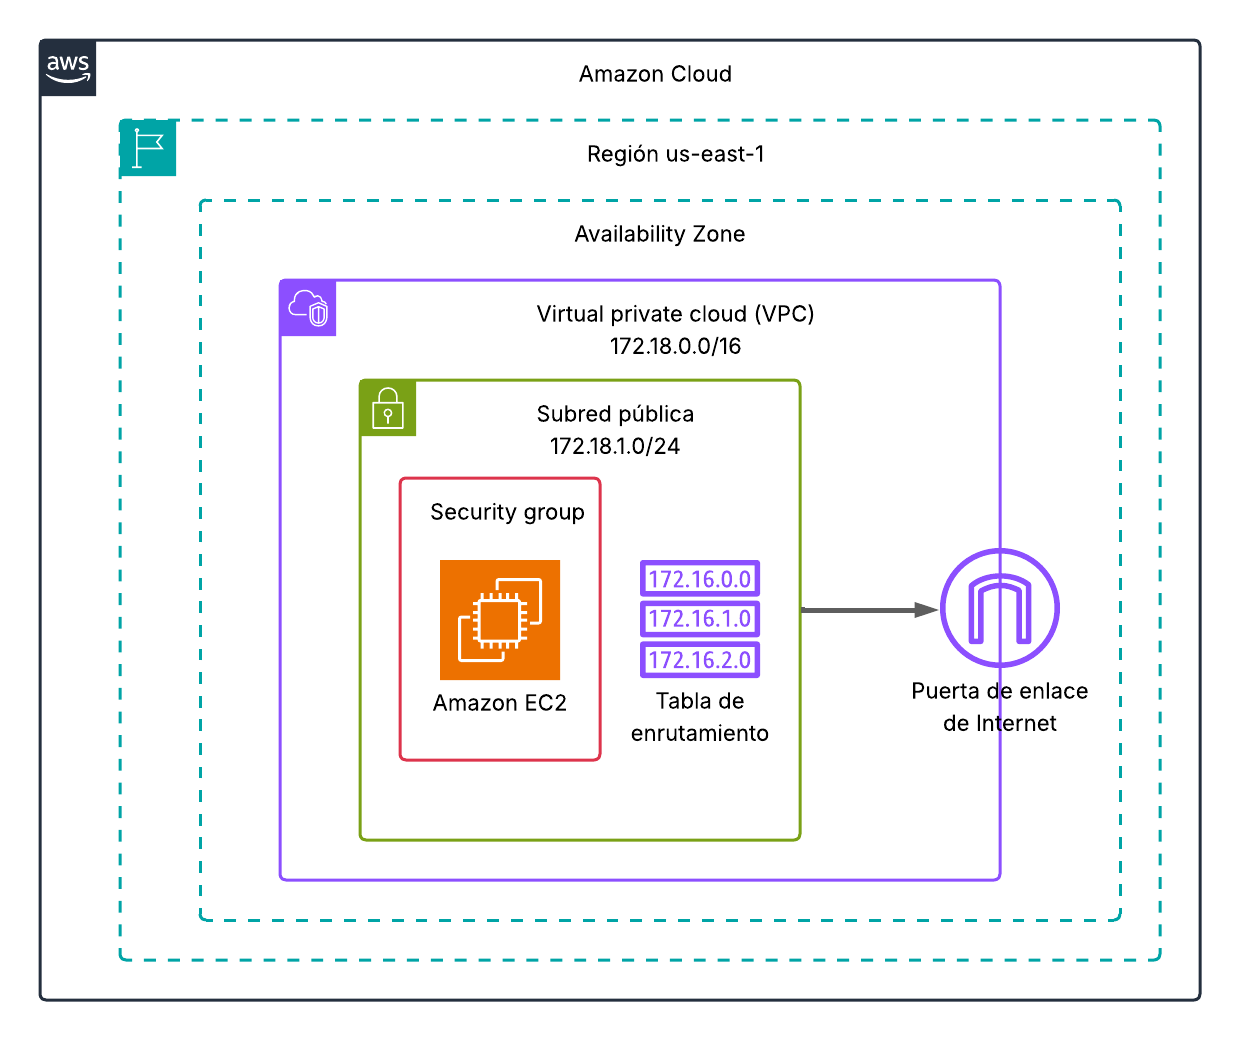 aws
Amazon Cloud
Región us-east-1
Availability Zone
Virtual private cloud (VPC)
172.18.0.0/16
Subred pública
172.18.1.0/24
Security group
Amazon EC2
172.16.0.0
172.16.1.0
172.16.2.0
Tabla de
enrutamiento
Puerta de enlace
de Internet